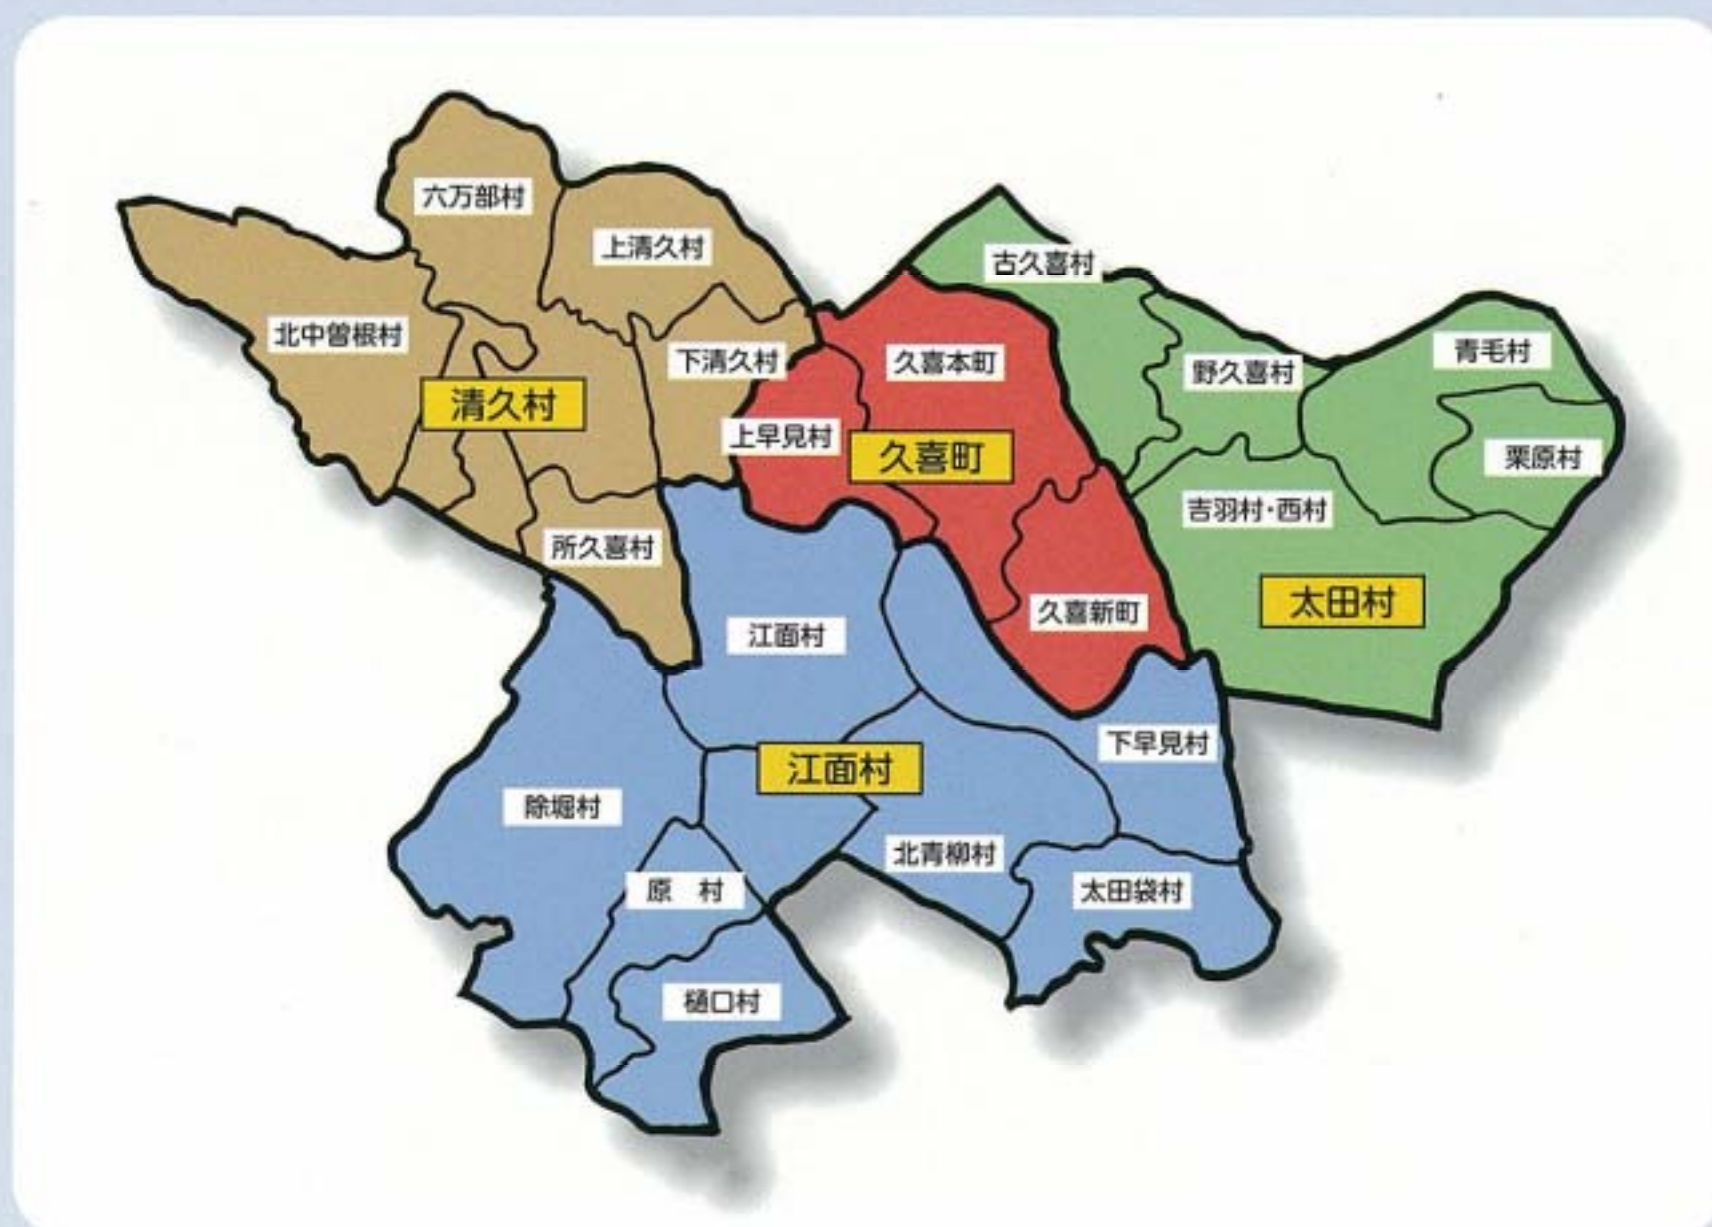 六万部村
上清久村
北中曽根村
下清久村
清久村
所久喜村
古久喜村
久喜本町
上早見村
久喜町
久喜新町
野久喜村
青毛村
栗原村
吉羽村・西村
太田村
江面村
下早見村
江面村
除堀村
北青柳村
原 村
太田袋村
樋口村